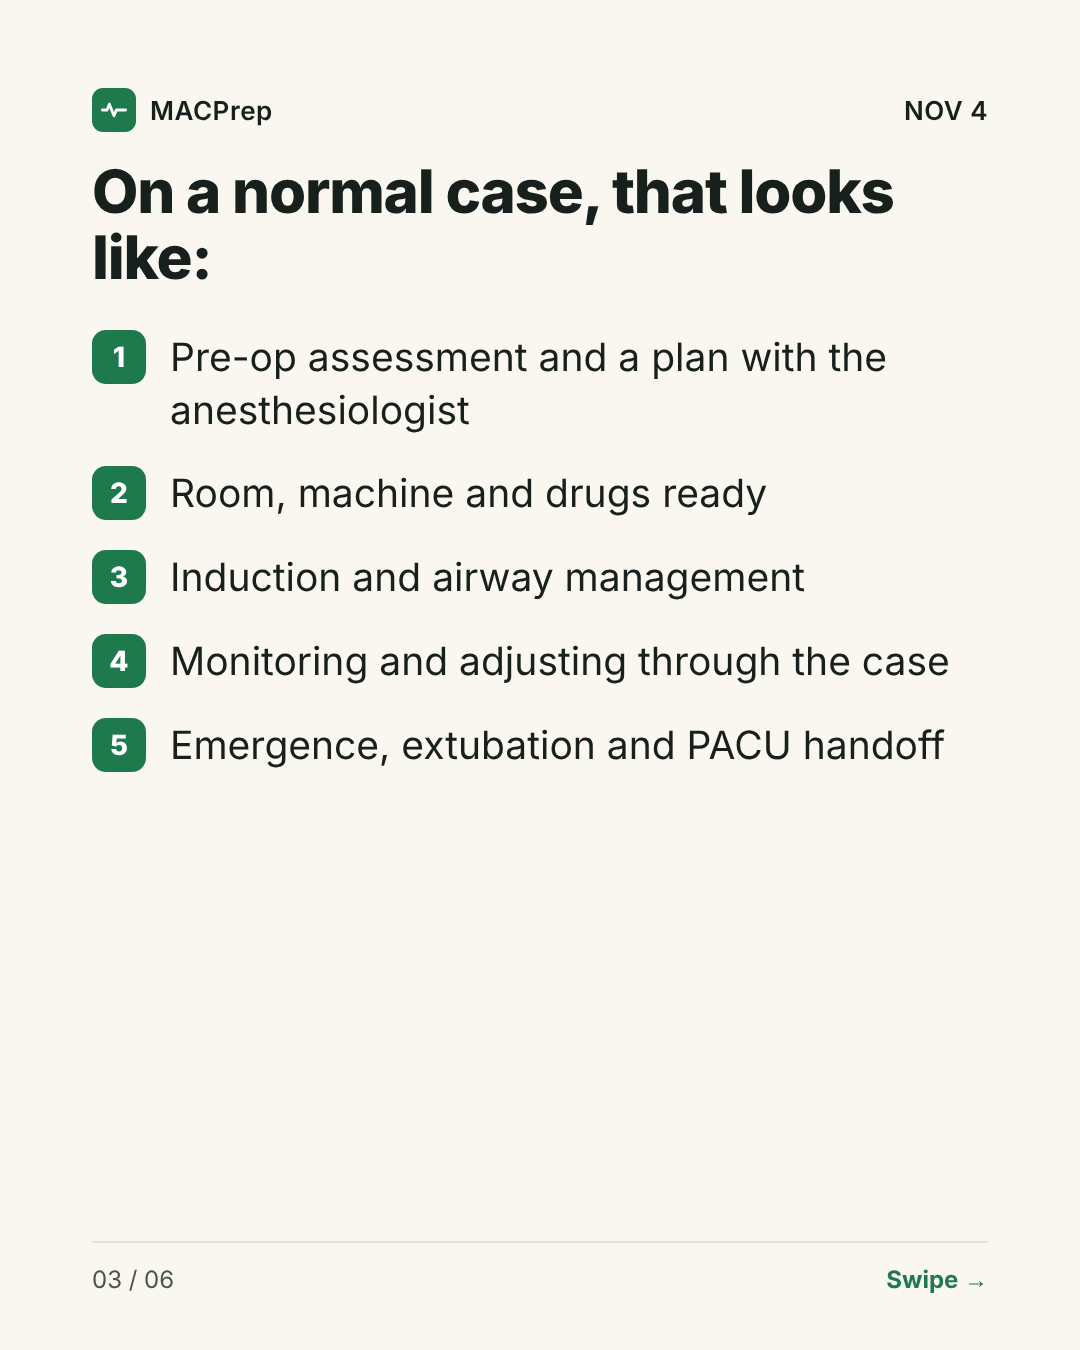 MACPrep
NOV 4
On a normal case, that looks
like:
1 Pre-op assessment and a plan with the
anesthesiologist
2 Room, machine and drugs ready
3 Induction and airway management
4 Monitoring and adjusting through the case
5 Emergence, extubation and PACU handoff
03 / 06
Swipe →